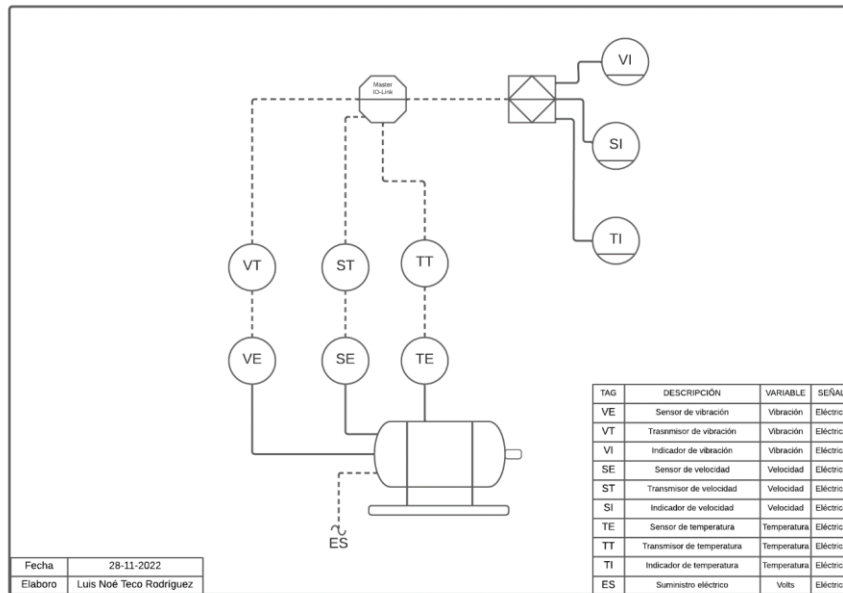 VI
Master
IO-Link
SI
TI
VT
ST
TT
VE
SE
TE
ES
TAG DESCRIPCIÓN VARIABLE SEÑAL
VE Sensor de vibración Vibración Eléctric
VT Trasnmisor de vibración Vibración Eléctric
VI Indicador de vibración Vibración Eléctric
SE Sensor de velocidad Velocidad Eléctric
ST Transmisor de velocidad Velocidad Eléctric
SI Indicador de velocidad Velocidad Eléctric
TE Sensor de temperatura Temperatura Eléctric
TT Transmisor de temperatura Temperatura Eléctric
TI Indicador de temperatura Temperatura Eléctric
ES Suministro eléctrico Volts Eléctric
Fecha 28-11-2022
Elaboro Luis Noé Teco Rodríguez